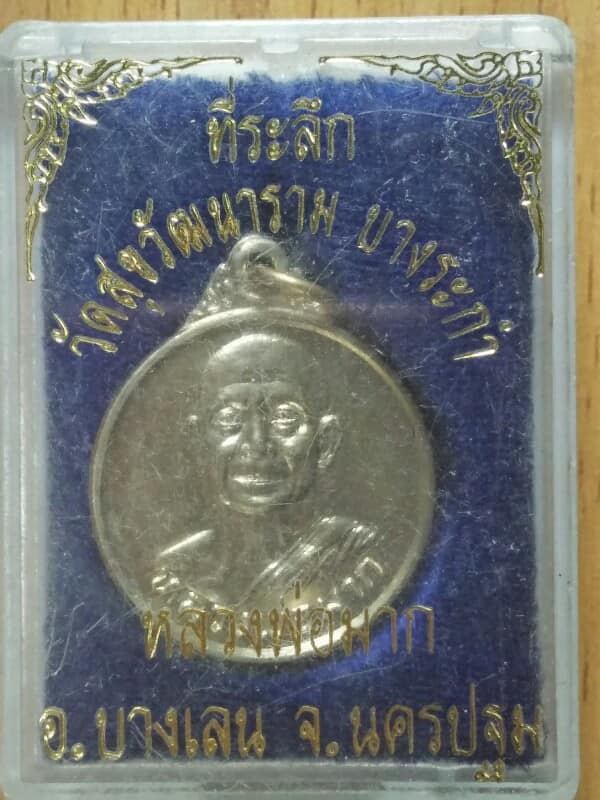 ที่ระลึก
วัดสุขวัฒนาราม บางระกำ
หลวงพ่อมาก
อ.บางเลน จ.นครปฐม